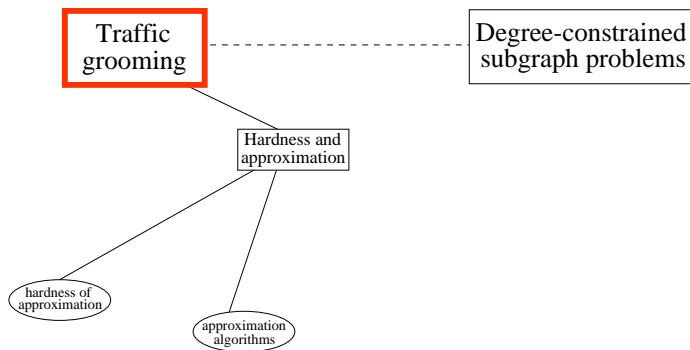 Traffic
grooming
Degree-constrained
subgraph problems
Hardness and
approximation
hardness of
approximation
approximation
algorithms